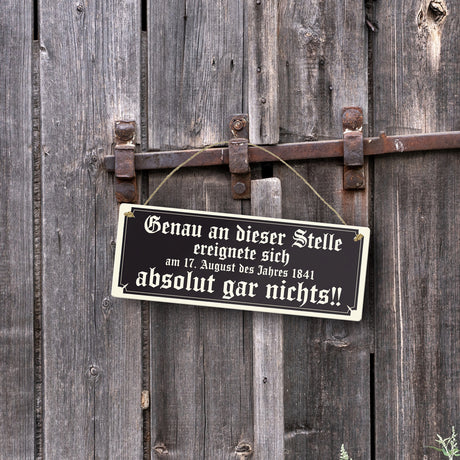 Genau an dieser Stelle
ereignete sich
am 17. August des Jahres 1841
absolut gar nichts!!